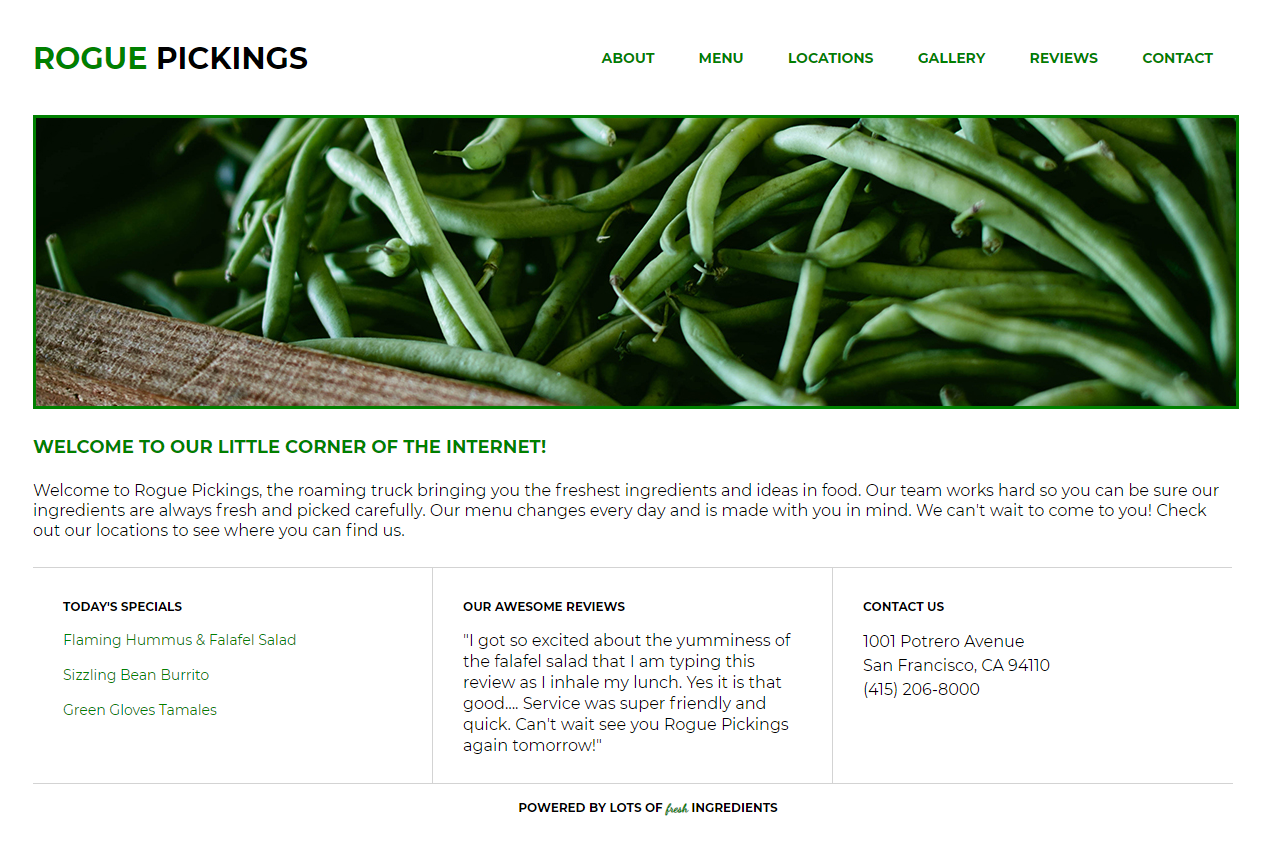 ROGUE PICKINGS
ABOUT MENU LOCATIONS GALLERY REVIEWS CONTACT
WELCOME TO OUR LITTLE CORNER OF THE INTERNET!
Welcome to Rogue Pickings, the roaming truck bringing you the freshest ingredients and ideas in food. Our team works hard so you can be sure our
ingredients are always fresh and picked carefully. Our menu changes every day and is made with you in mind. We can't wait to come to you! Check
out our locations to see where you can find us.
TODAY'S SPECIALS
Flaming Hummus & Falafel Salad
Sizzling Bean Burrito
Green Gloves Tamales
OUR AWESOME REVIEWS
"I got so excited about the yumminess of
the falafel salad that I am typing this
review as I inhale my lunch. Yes it is that
good.... Service was super friendly and
quick. Can't wait see you Rogue Pickings
again tomorrow!"
CONTACT US
1001 Potrero Avenue
San Francisco, CA 94110
(415) 206-8000
POWERED BY LOTS OF fresh INGREDIENTS